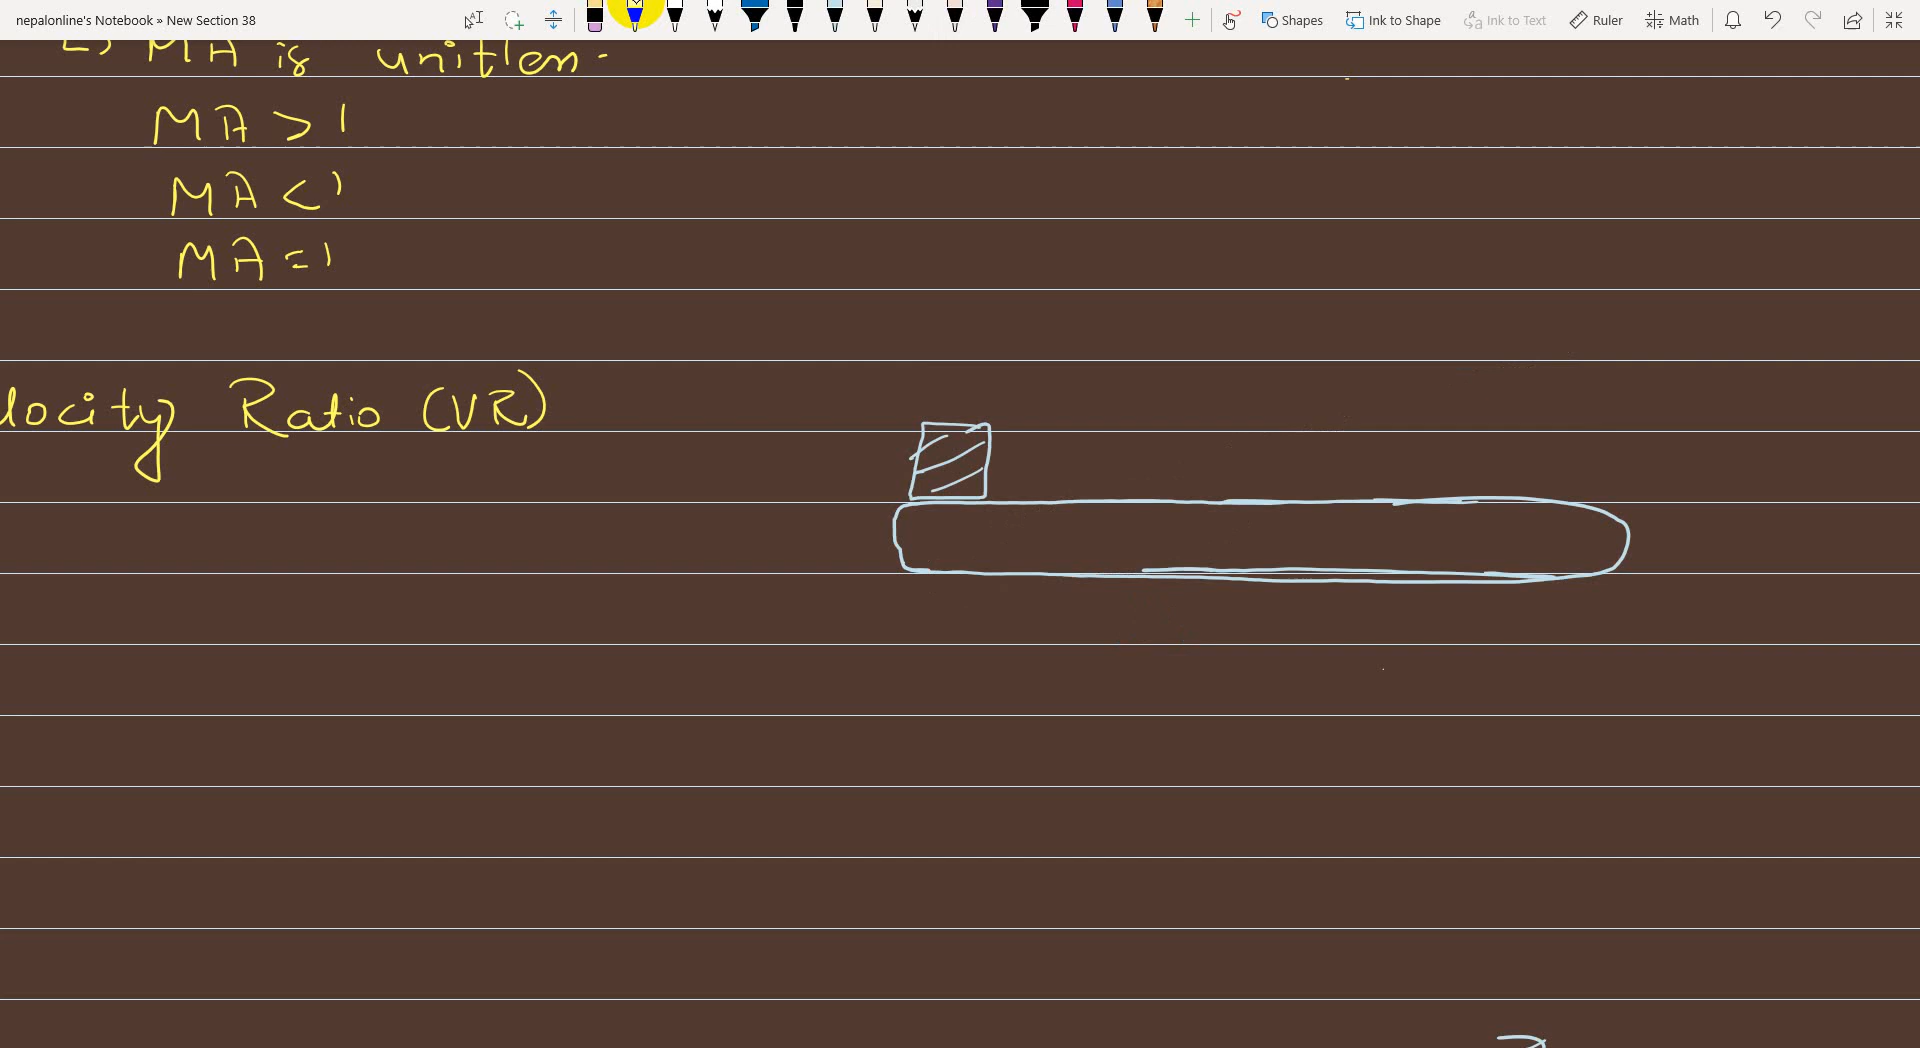 nepalonline's Notebook » New Section 38
Shapes
Ink to Shape
Ink to Text
Ruler
Math
MA is unitless.
MA > 1
MA < 1
MA = 1
locity Ratio (VR)